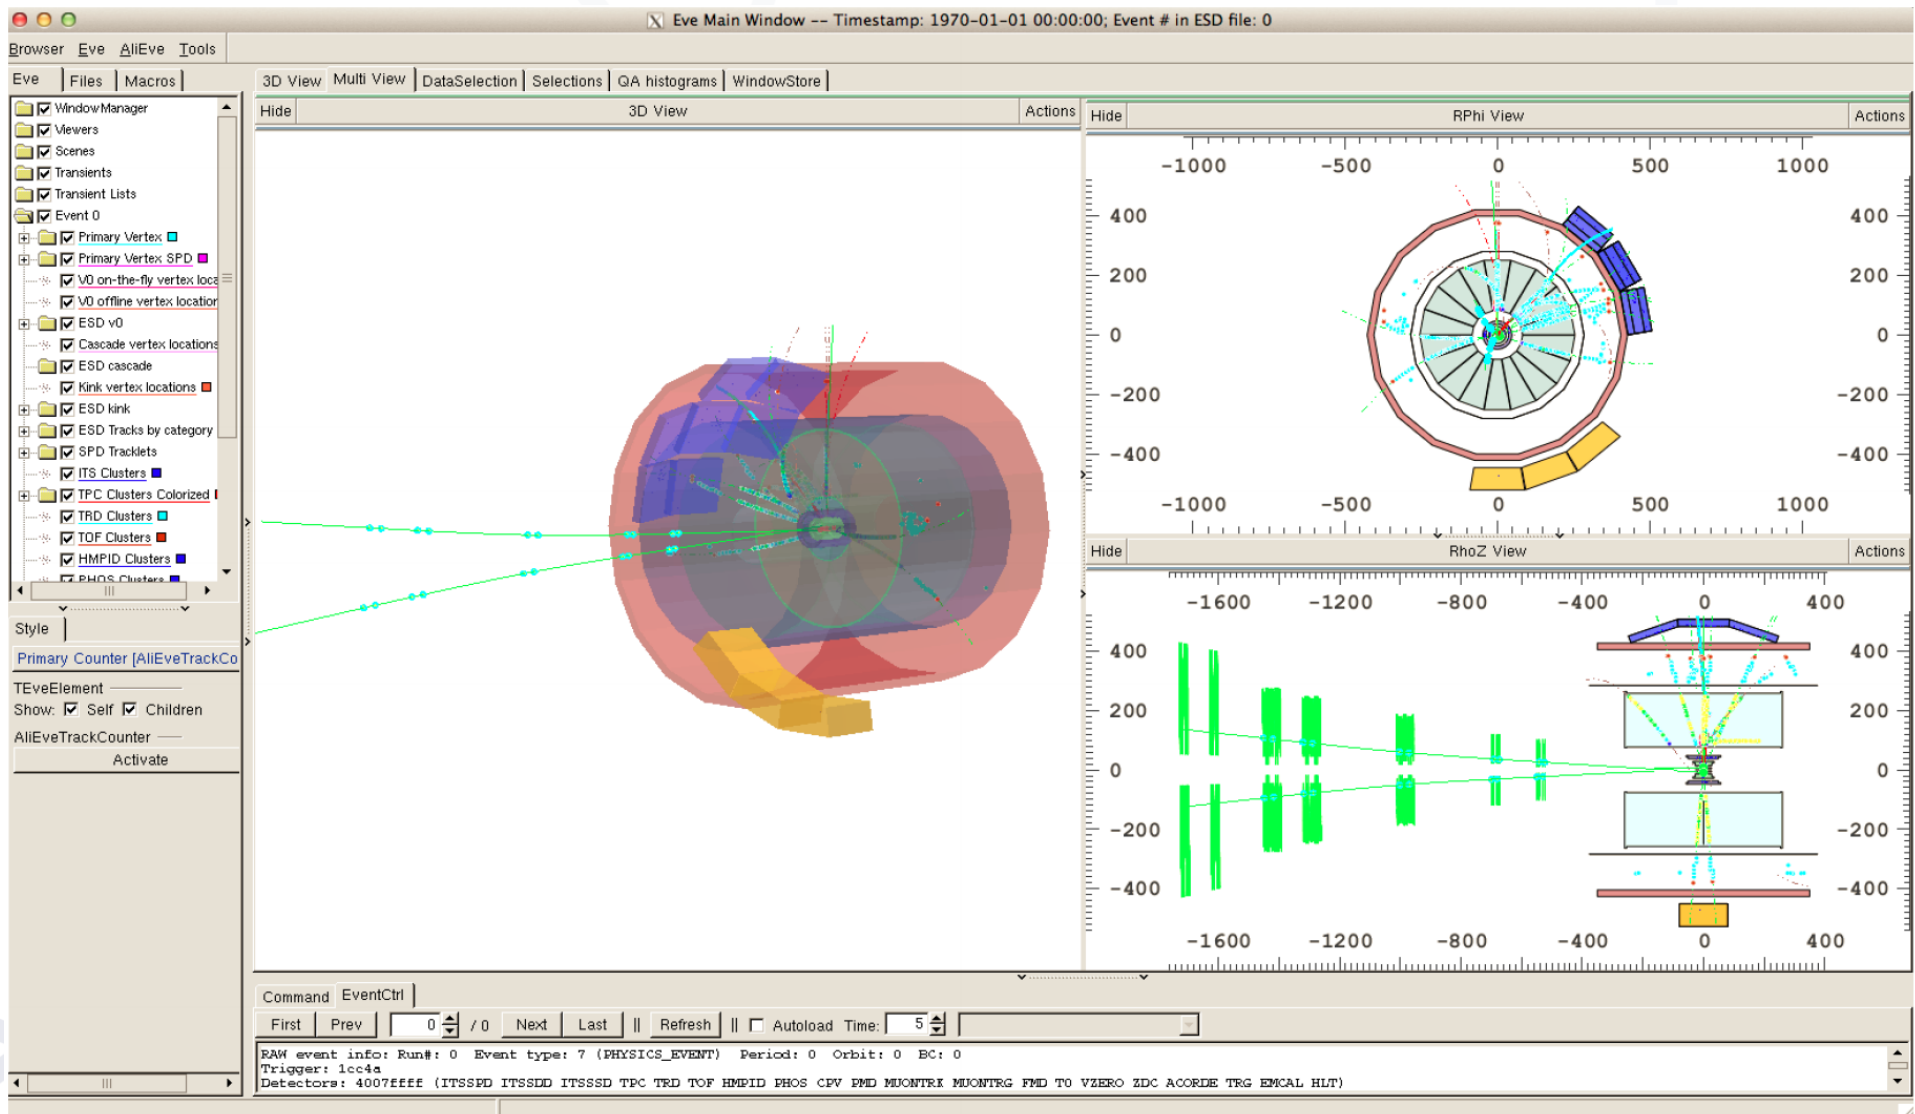 Eve Main Window -- Timestamp: 1970-01-01 00:00:00; Event # in ESD file: 0
Browser Eve AliEve Tools
Eve Files Macros
3D View Multi View DataSelection Selections QA histograms WindowStore
WindowManager
Viewers
Scenes
Transients
Transient Lists
Event 0
Primary Vertex
Primary Vertex SPD
V0 on-the-fly vertex loca
V0 offline vertex location
ESD v0
Cascade vertex locations
ESD cascade
Kink vertex locations
ESD kink
ESD Tracks by category
SPD Tracklets
ITS Clusters
TPC Clusters Colorized
TRD Clusters
TOF Clusters
HMPID Clusters
PHOS Clusters
Style
Primary Counter [AliEveTrackCo
TEveElement
Show: Self Children
AliEveTrackCounter
Activate
Hide 3D View Actions
Hide RPhi View Actions
-1000 -500 0 500 1000
400 400
200 200
0 0
-200 -200
-400 -400
-1000 -500 0 500 1000
Hide RhoZ View Actions
-1600 -1200 -800 -400 0 400
400 400
200 200
0 0
-200 -200
-400 -400
-1600 -1200 -800 -400 0 400
Command EventCtrl
First Prev 0 / 0 Next Last || Refresh || Autoload Time: 5
RAW event info: Run#: 0 Event type: 7 (PHYSICS_EVENT) Period: 0 Orbit: 0 BC: 0
Trigger: 1cc4a
Detectors: 4007ffff (ITSSPD ITSSDD ITSSSD TPC TRD TOF HMPID PHOS CPV PMD MUONTRK MUONTRG FMD T0 VZERO ZDC ACORDE TRG EMCAL HLT)